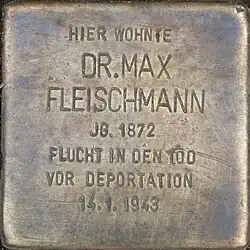 HIER WOHNTE
DR. MAX
FLEISCHMANN
JG. 1872
FLUCHT IN DEN TOD
VOR DEPORTATION
14.1.1943